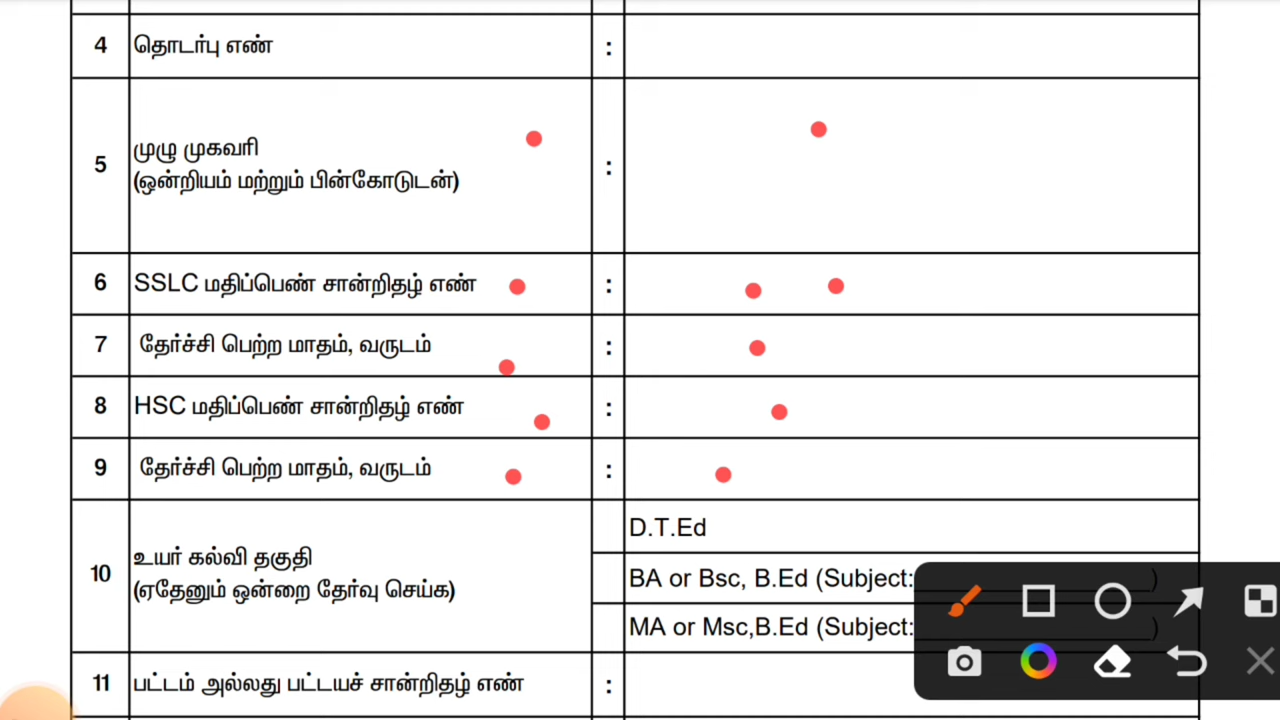 4 தொடர்பு எண் :
5 முழு முகவரி
(ஒன்றியம் மற்றும் பின்கோடுடன்) :
6 SSLC மதிப்பெண் சான்றிதழ் எண் :
7 தேர்ச்சி பெற்ற மாதம், வருடம் :
8 HSC மதிப்பெண் சான்றிதழ் எண் :
9 தேர்ச்சி பெற்ற மாதம், வருடம் :
10 உயர் கல்வி தகுதி
(ஏதேனும் ஒன்றை தேர்வு செய்க)
D.T.Ed
BA or Bsc, B.Ed (Subject: )
MA or Msc,B.Ed (Subject: )
11 பட்டம் அல்லது பட்டயச் சான்றிதழ் எண் :